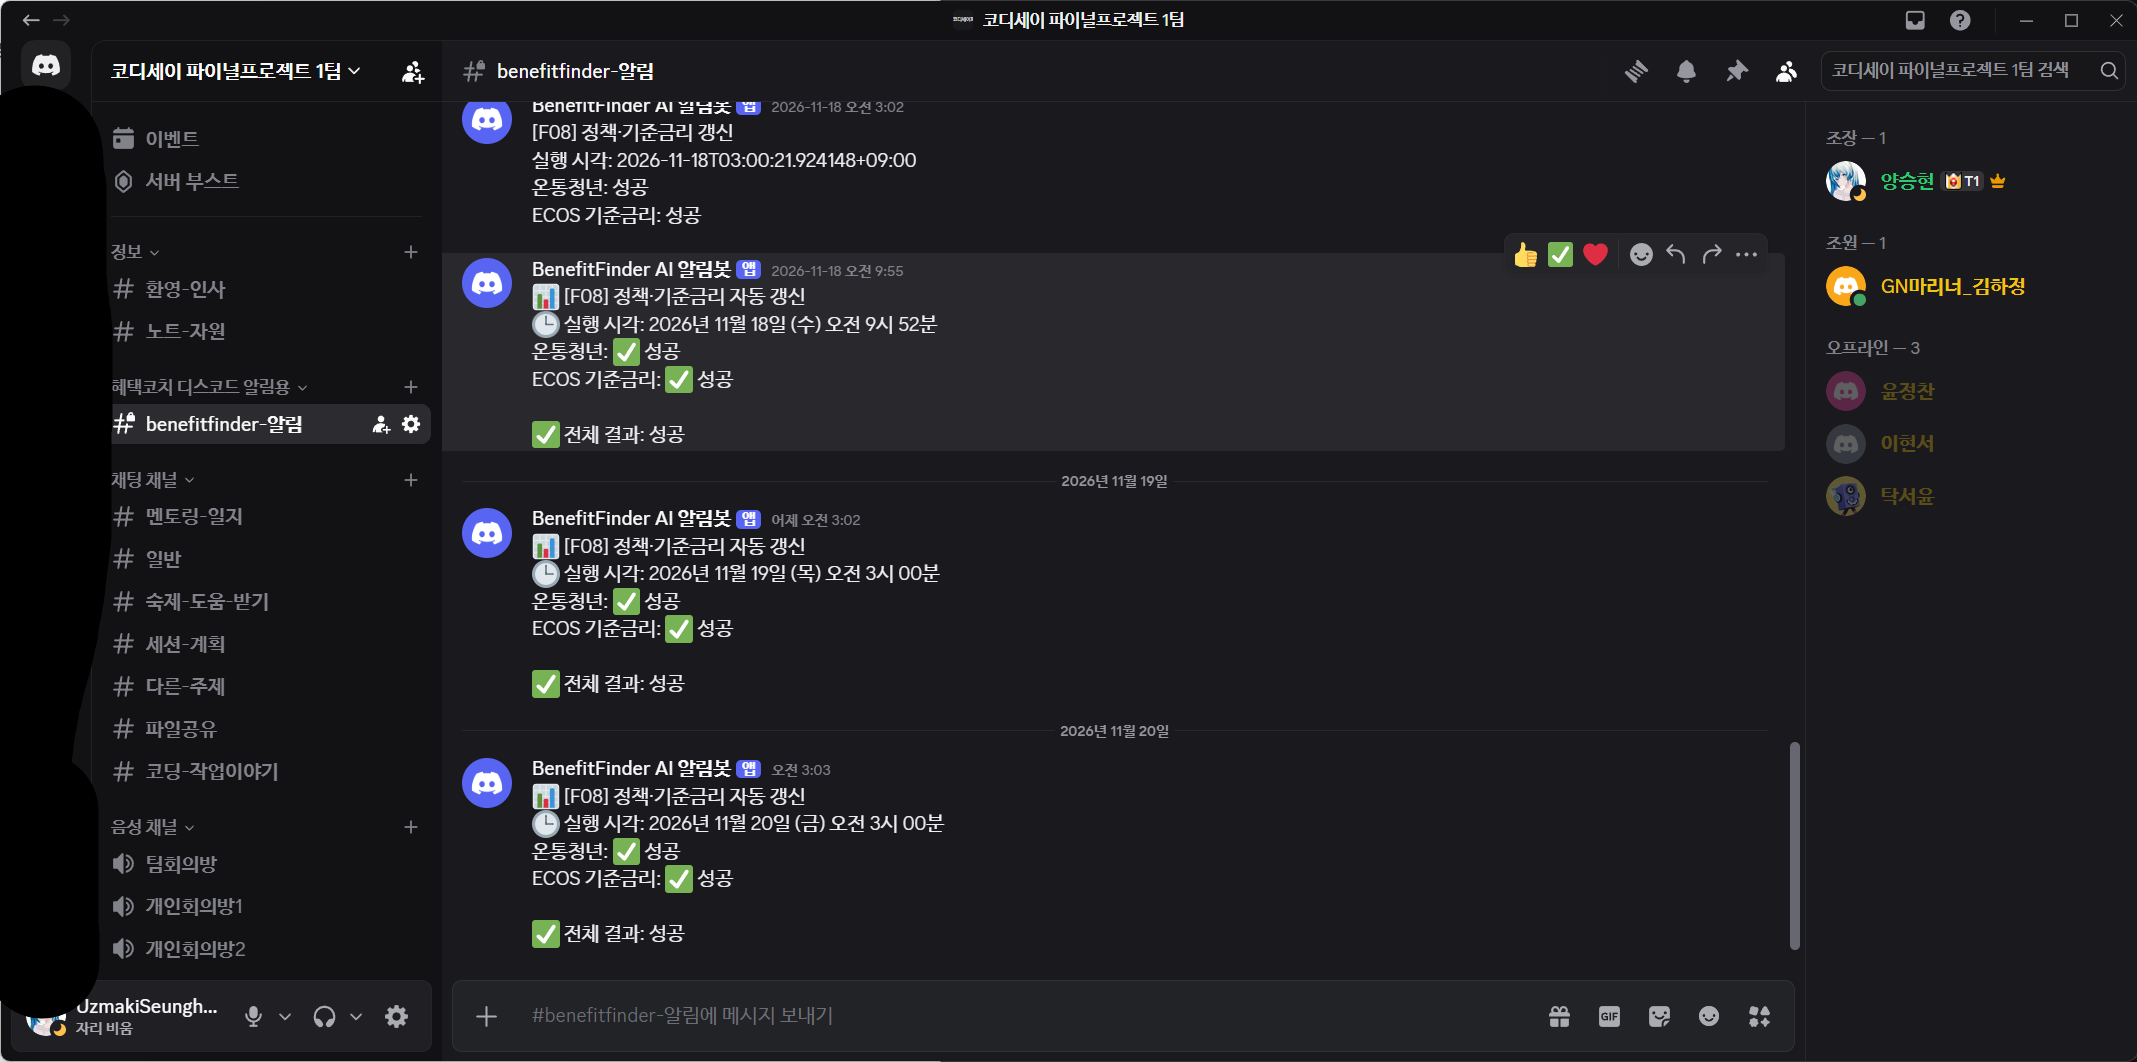 코디세이 파이널프로젝트 1팀
코디세이 파이널프로젝트 1팀
이벤트
서버 부스트
정보
환영-인사
노트-자원
혜택코치 디스코드 알림용
benefitfinder-알림
채팅 채널
멘토링-일지
일반
숙제-도움-받기
세션-계획
다른-주제
파일공유
코딩-작업이야기
음성 채널
팀회의방
개인회의방1
개인회의방2
UzmakiSeungh...
자리 비움
benefitfinder-알림
코디세이 파이널프로젝트 1팀 검색
BenefitFinder AI 알림봇 앱 2026-11-18 오전 3:02
[F08] 정책·기준금리 갱신
실행 시각: 2026-11-18T03:00:21.924148+09:00
온통청년: 성공
ECOS 기준금리: 성공
BenefitFinder AI 알림봇 앱 2026-11-18 오전 9:55
📊 [F08] 정책·기준금리 자동 갱신
🕒 실행 시각: 2026년 11월 18일 (수) 오전 9시 52분
온통청년: ✅ 성공
ECOS 기준금리: ✅ 성공
✅ 전체 결과: 성공
2026년 11월 19일
BenefitFinder AI 알림봇 앱 어제 오전 3:02
📊 [F08] 정책·기준금리 자동 갱신
🕒 실행 시각: 2026년 11월 19일 (목) 오전 3시 00분
온통청년: ✅ 성공
ECOS 기준금리: ✅ 성공
✅ 전체 결과: 성공
2026년 11월 20일
BenefitFinder AI 알림봇 앱 오전 3:03
📊 [F08] 정책·기준금리 자동 갱신
🕒 실행 시각: 2026년 11월 20일 (금) 오전 3시 00분
온통청년: ✅ 성공
ECOS 기준금리: ✅ 성공
✅ 전체 결과: 성공
#benefitfinder-알림에 메시지 보내기
GIF
조장 — 1
양승현 T1
조원 — 1
GN마리너_김하정
오프라인 — 3
윤정찬
이현서
탁서윤